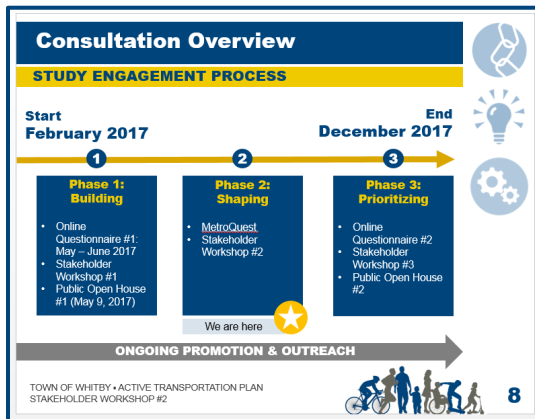 Consultation Overview
STUDY ENGAGEMENT PROCESS
Start
February 2017
End
December 2017
1
2
3
Phase 1:
Building
• Online
Questionnaire #1:
May – June 2017
• Stakeholder
Workshop #1
• Public Open House
#1 (May 9, 2017)
Phase 2:
Shaping
• MetroQuest
• Stakeholder
Workshop #2
Phase 3:
Prioritizing
• Online
Questionnaire #2
• Stakeholder
Workshop #3
• Public Open House
#2
We are here
ONGOING PROMOTION & OUTREACH
TOWN OF WHITBY • ACTIVE TRANSPORTATION PLAN
STAKEHOLDER WORKSHOP #2
8